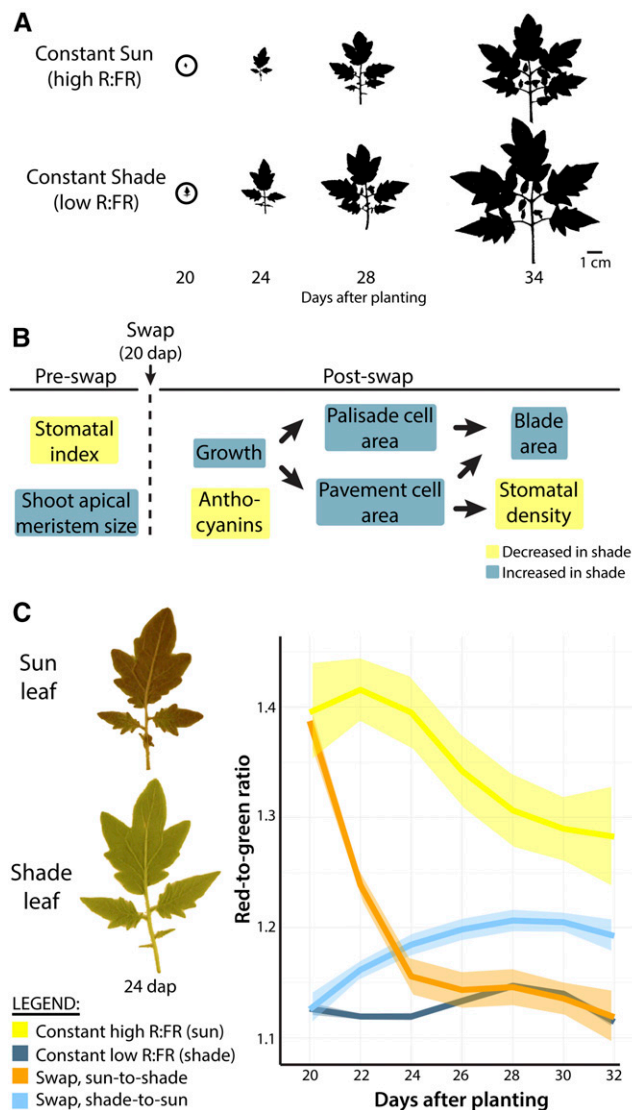 A
Constant Sun
(high R:FR)
Constant Shade
(low R:FR)
1 cm
20 24 28 34
Days after planting
B
Swap
(20 dap)
Pre-swap Post-swap
Stomatal
index
Shoot apical
meristem size
Growth
Antho-
cyanins
Palisade cell
area
Pavement cell
area
Blade
area
Stomatal
density
Decreased in shade
Increased in shade
C
Sun
leaf
Shade
leaf
24 dap
LEGEND:
Constant high R:FR (sun)
Constant low R:FR (shade)
Swap, sun-to-shade
Swap, shade-to-sun
Red-to-green ratio
1.4
1.3
1.2
1.1
20 22 24 26 28 30 32
Days after planting